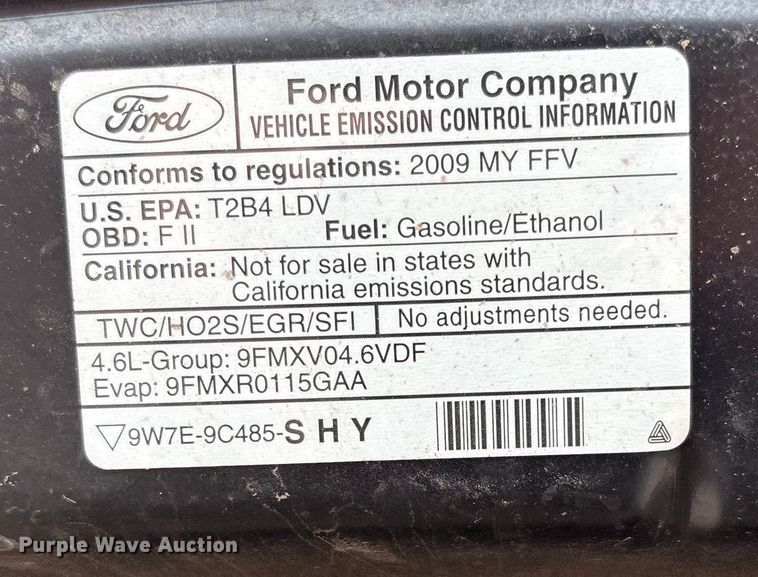 Ford
Ford Motor Company
VEHICLE EMISSION CONTROL INFORMATION
Conforms to regulations: 2009 MY FFV
U.S. EPA: T2B4 LDV
OBD: F II Fuel: Gasoline/Ethanol
California: Not for sale in states with
California emissions standards.
TWC/HO2S/EGR/SFI No adjustments needed.
4.6L-Group: 9FMXV04.6VDF
Evap: 9FMXR0115GAA
9W7E-9C485-S H Y
Purple Wave Auction